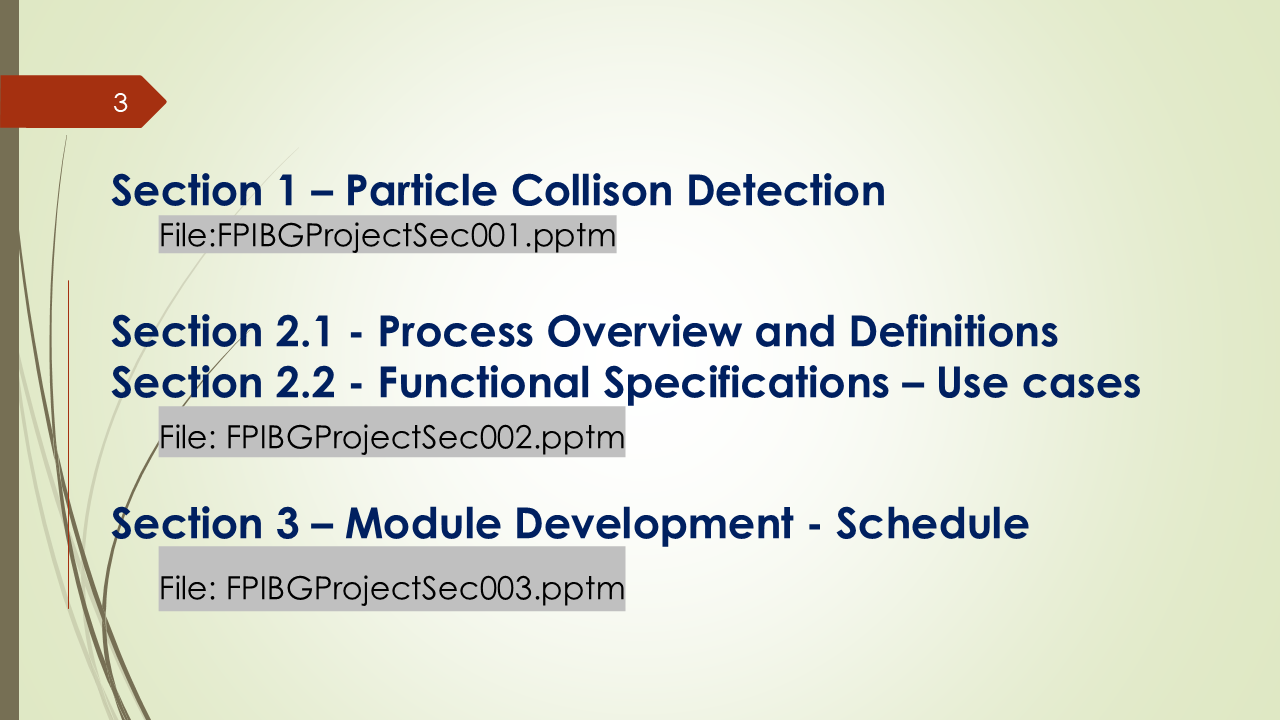 3
Section 1 – Particle Collison Detection
File:FPIBGProjectSec001.pptm
Section 2.1 - Process Overview and Definitions
Section 2.2 - Functional Specifications – Use cases
File: FPIBGProjectSec002.pptm
Section 3 – Module Development - Schedule
File: FPIBGProjectSec003.pptm